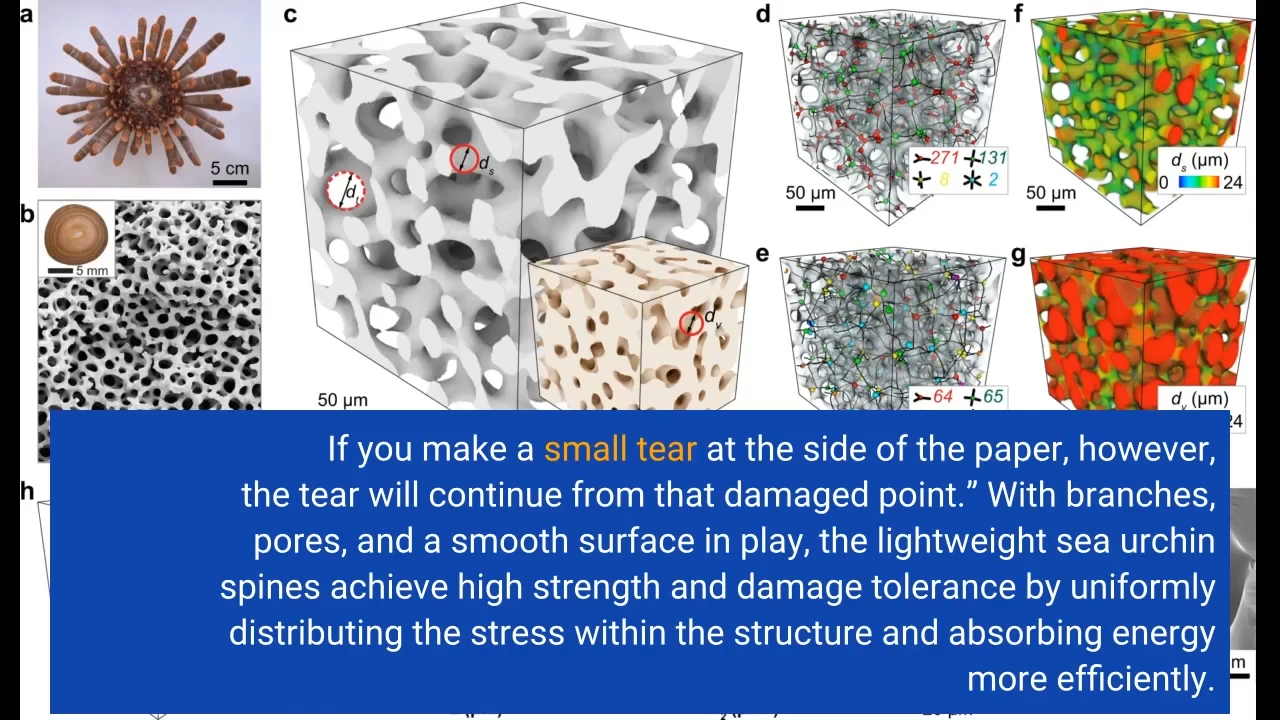 a
5 cm
b
5 mm
c
d
s
d
v
50 µm
d
271
131
8
2
50 µm
e
64
65
f
d
s
(µm)
0
24
50 µm
g
d
v
(µm)
24
h
If you make a small tear at the side of the paper, however,
the tear will continue from that damaged point.” With branches,
pores, and a smooth surface in play, the lightweight sea urchin
spines achieve high strength and damage tolerance by uniformly
distributing the stress within the structure and absorbing energy
more efficiently.
m